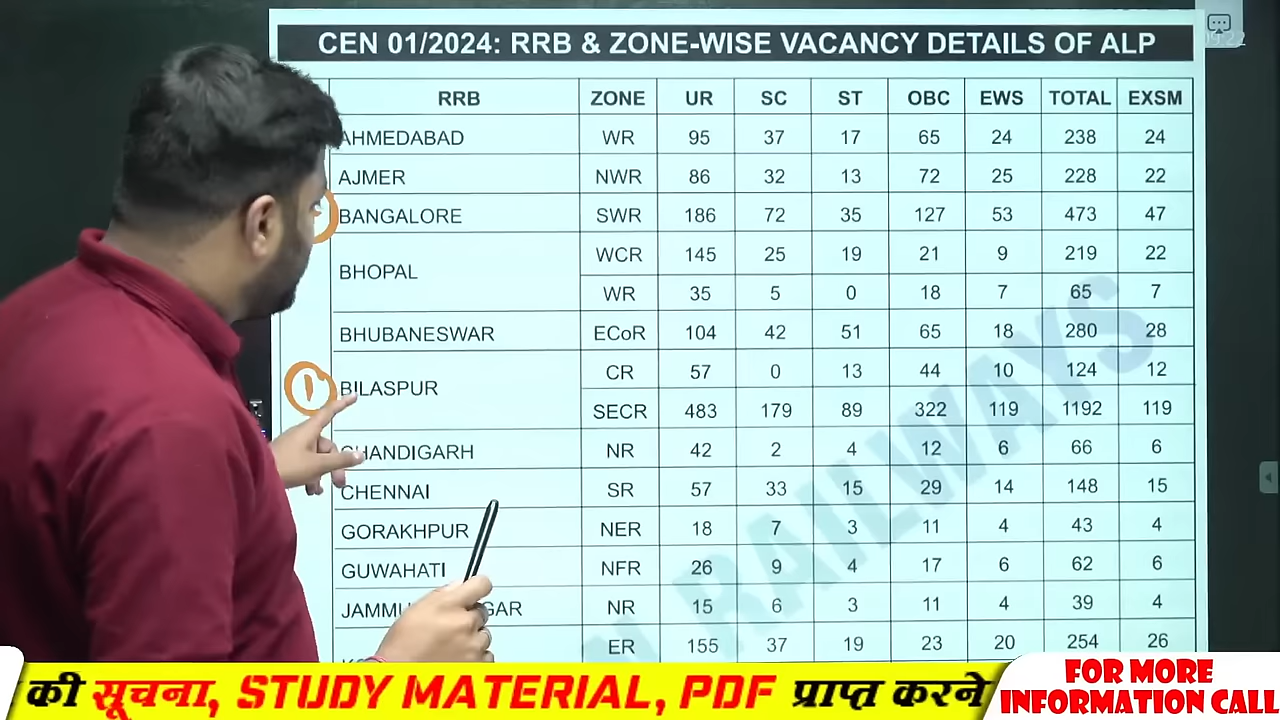 CEN 01/2024: RRB & ZONE-WISE VACANCY DETAILS OF ALP
RRB ZONE UR SC ST OBC EWS TOTAL EXSM
AHMEDABAD WR 95 37 17 65 24 238 24
AJMER NWR 86 32 13 72 25 228 22
BANGALORE SWR 186 72 35 127 53 473 47
BHOPAL WCR 145 25 19 21 9 219 22
WR 35 5 0 18 7 65 7
BHUBANESWAR ECoR 104 42 51 65 18 280 28
1 BILASPUR CR 57 0 13 44 10 124 12
SECR 483 179 89 322 119 1192 119
CHANDIGARH NR 42 2 4 12 6 66 6
CHENNAI SR 57 33 15 29 14 148 15
GORAKHPUR NER 18 7 3 11 4 43 4
GUWAHATI NFR 26 9 4 17 6 62 6
NR 15 6 3 11 4 39 4
ER 155 37 19 23 20 254 26
RAILWAYS
की सूचना, STUDY MATERIAL, PDF प्राप्त करने
FOR MORE
INFORMATION CALL